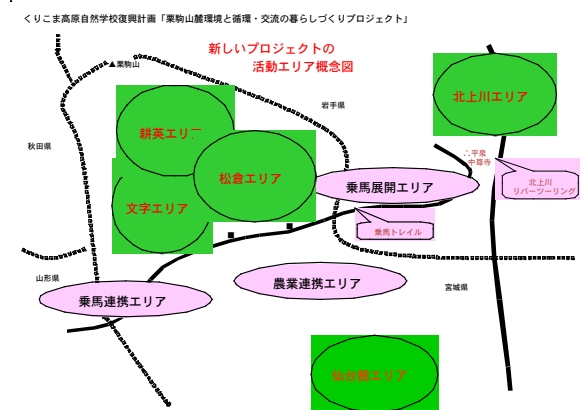 くりこま高原自然学校復興計画「栗駒山麓環境と循環・交流の暮らしづくりプロジェクト」
新しいプロジェクトの
活動エリア概念図
▲栗駒山
岩手県
北上川エリア
耕英エリア
秋田県
∴平泉
中尊寺
松倉エリア
乗馬展開エリア
北上川
リバーツーリング
文字エリア
乗馬トレイル
山形県
農業連携エリア
宮城県
乗馬連携エリア
仙台圏エリア